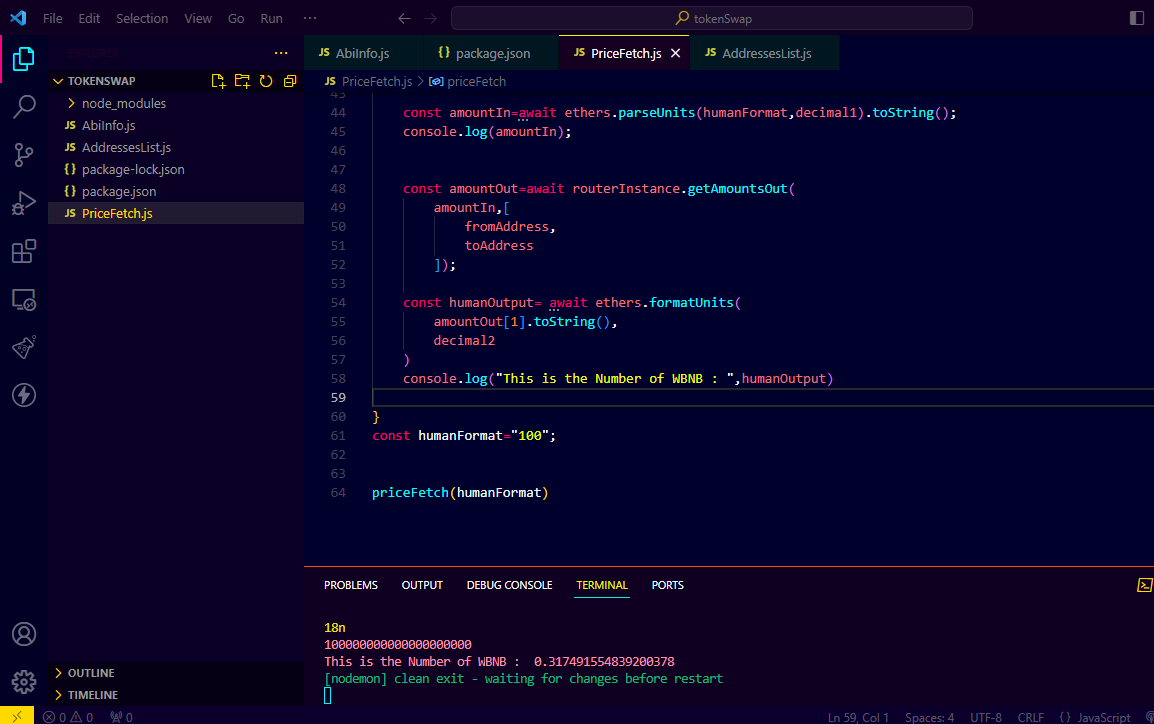 File Edit Selection View Go Run ··· ← → tokenSwap
EXPLORER ···
JS AbiInfo.js {} package.json JS PriceFetch.js × JS AddressesList.js
JS PriceFetch.js > priceFetch
TOKENSWAP
node_modules
JS AbiInfo.js
JS AddressesList.js
{} package-lock.json
{} package.json
JS PriceFetch.js
OUTLINE
TIMELINE
43
44 const amountIn=await ethers.parseUnits(humanFormat,decimal1).toString();
45 console.log(amountIn);
46
47
48 const amountOut=await routerInstance.getAmountsOut(
49 amountIn,[
50 fromAddress,
51 toAddress
52 ]);
53
54 const humanOutput= await ethers.formatUnits(
55 amountOut[1].toString(),
56 decimal2
57 )
58 console.log("This is the Number of WBNB : ",humanOutput)
59
60 }
61 const humanFormat="100";
62
63
64 priceFetch(humanFormat)
PROBLEMS OUTPUT DEBUG CONSOLE TERMINAL PORTS
18n
100000000000000000000
This is the Number of WBNB :  0.317491554839200378
[nodemon] clean exit - waiting for changes before restart
0 0 0 Ln 59, Col 1 Spaces: 4 UTF-8 CRLF {} JavaScript